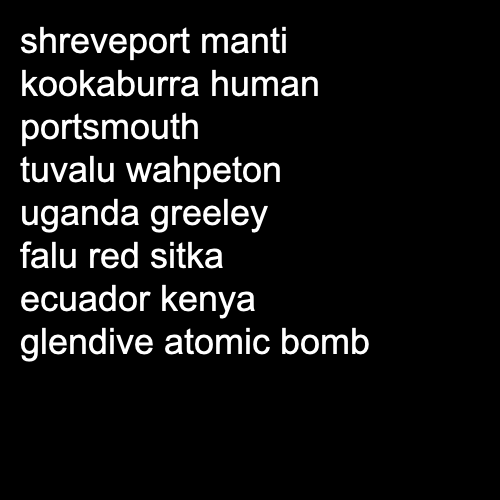 shreveport manti
kookaburra human
portsmouth
tuvalu wahpeton
uganda greeley
falu red sitka
ecuador kenya
glendive atomic bomb